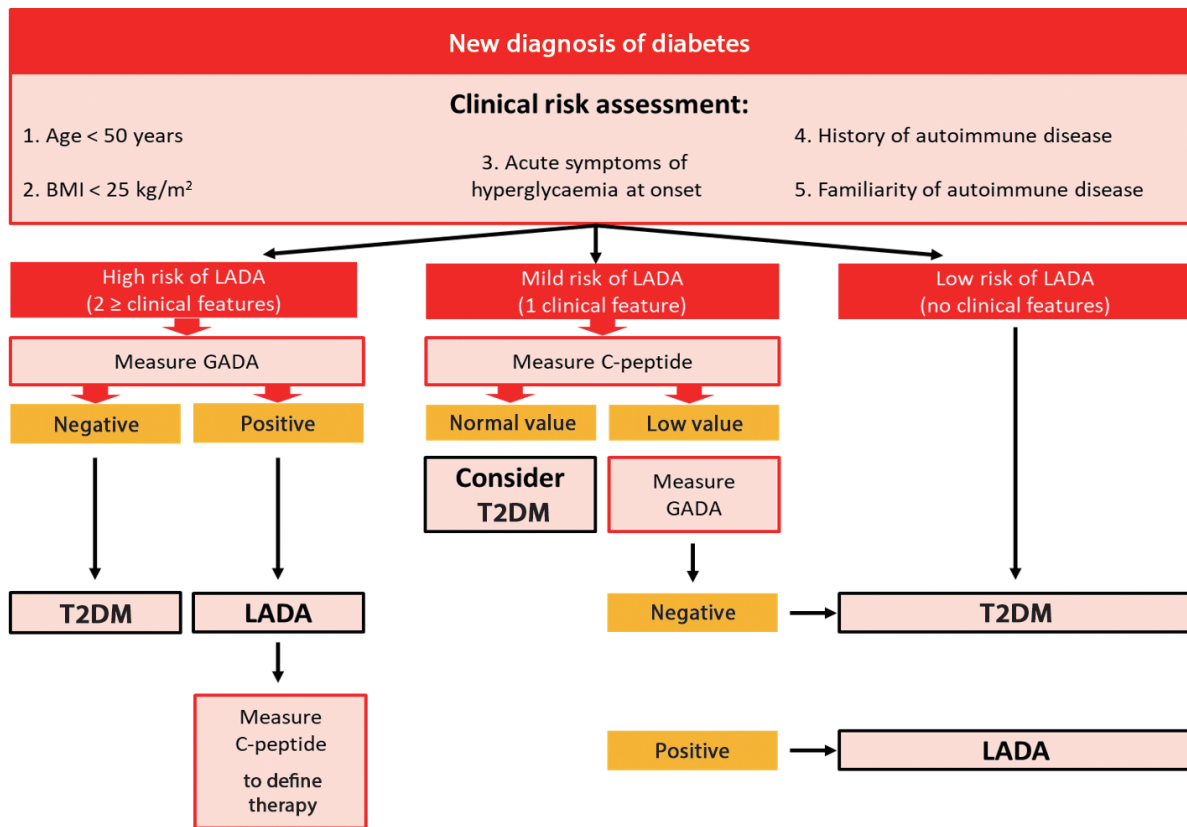 New diagnosis of diabetes
Clinical risk assessment:
1. Age < 50 years
2. BMI < 25 kg/m²
3. Acute symptoms of
hyperglycaemia at onset
4. History of autoimmune disease
5. Familiarity of autoimmune disease
High risk of LADA
(2 ≥ clinical features)
Measure GADA
Negative
Positive
T2DM
LADA
Measure
C-peptide
to define
therapy
Mild risk of LADA
(1 clinical feature)
Measure C-peptide
Normal value
Low value
Consider
T2DM
Measure
GADA
Negative
Positive
Low risk of LADA
(no clinical features)
T2DM
LADA